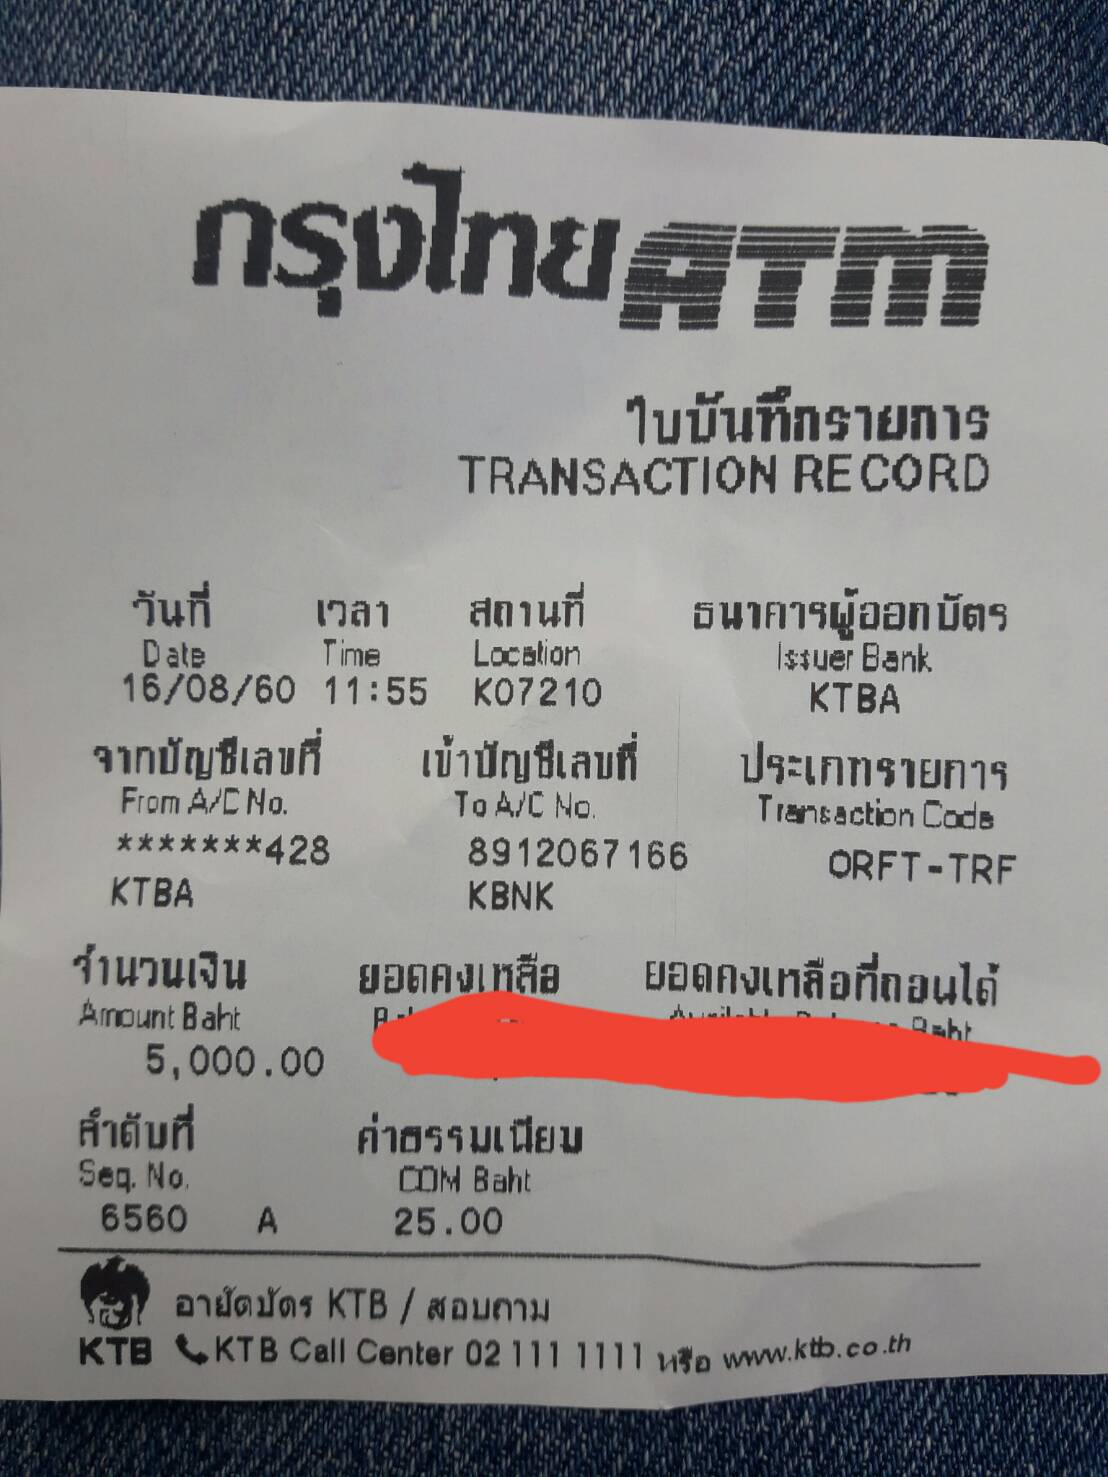 กรุงไทย ATM
ใบบันทึกรายการ
TRANSACTION RECORD
วันที่ เวลา สถานที่ ธนาคารผู้ออกบัตร
Date Time Location Issuer Bank
16/08/60 11:55 K07210 KTBA
จากบัญชีเลขที่ เข้าบัญชีเลขที่ ประเภทรายการ
From A/C No. To A/C No. Transaction Code
*******428 8912067166 ORFT-TRF
KTBA KBNK
จำนวนเงิน ยอดคงเหลือ ยอดคงเหลือที่ถอนได้
Amount Baht Baht
5,000.00
ลำดับที่ ค่าธรรมเนียม
Seq. No. COM Baht
6560 A 25.00
อายัดบัตร KTB / สอบถาม
KTB KTB Call Center 02 111 1111 หรือ www.ktb.co.th